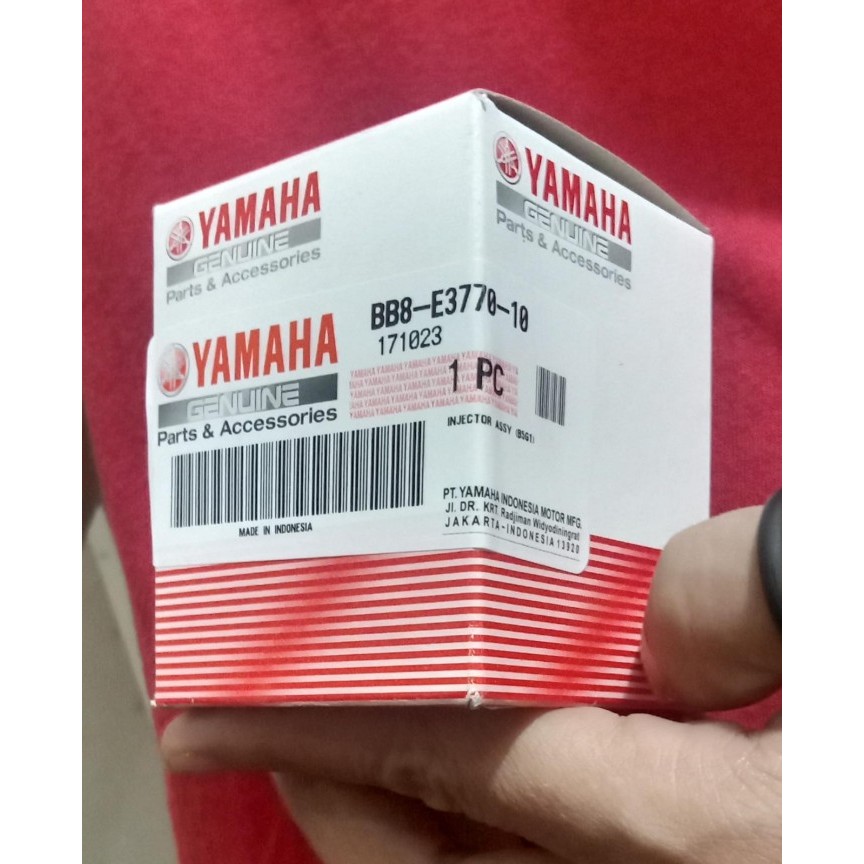 YAMAHA
GENUINE
Parts & Accessories
YAMAHA
GENUINE
Parts & Accessories
YAMAHA
GENUINE
Parts & Accessories
MADE IN INDONESIA
BB8-E3770-10
171023
1 PC
INJECTOR ASSY (B5G1)
PT. YAMAHA INDONESIA MOTOR MFG.
Jl. DR. KRT. Radjiman Widyodiningrat
JAKARTA-INDONESIA 13920